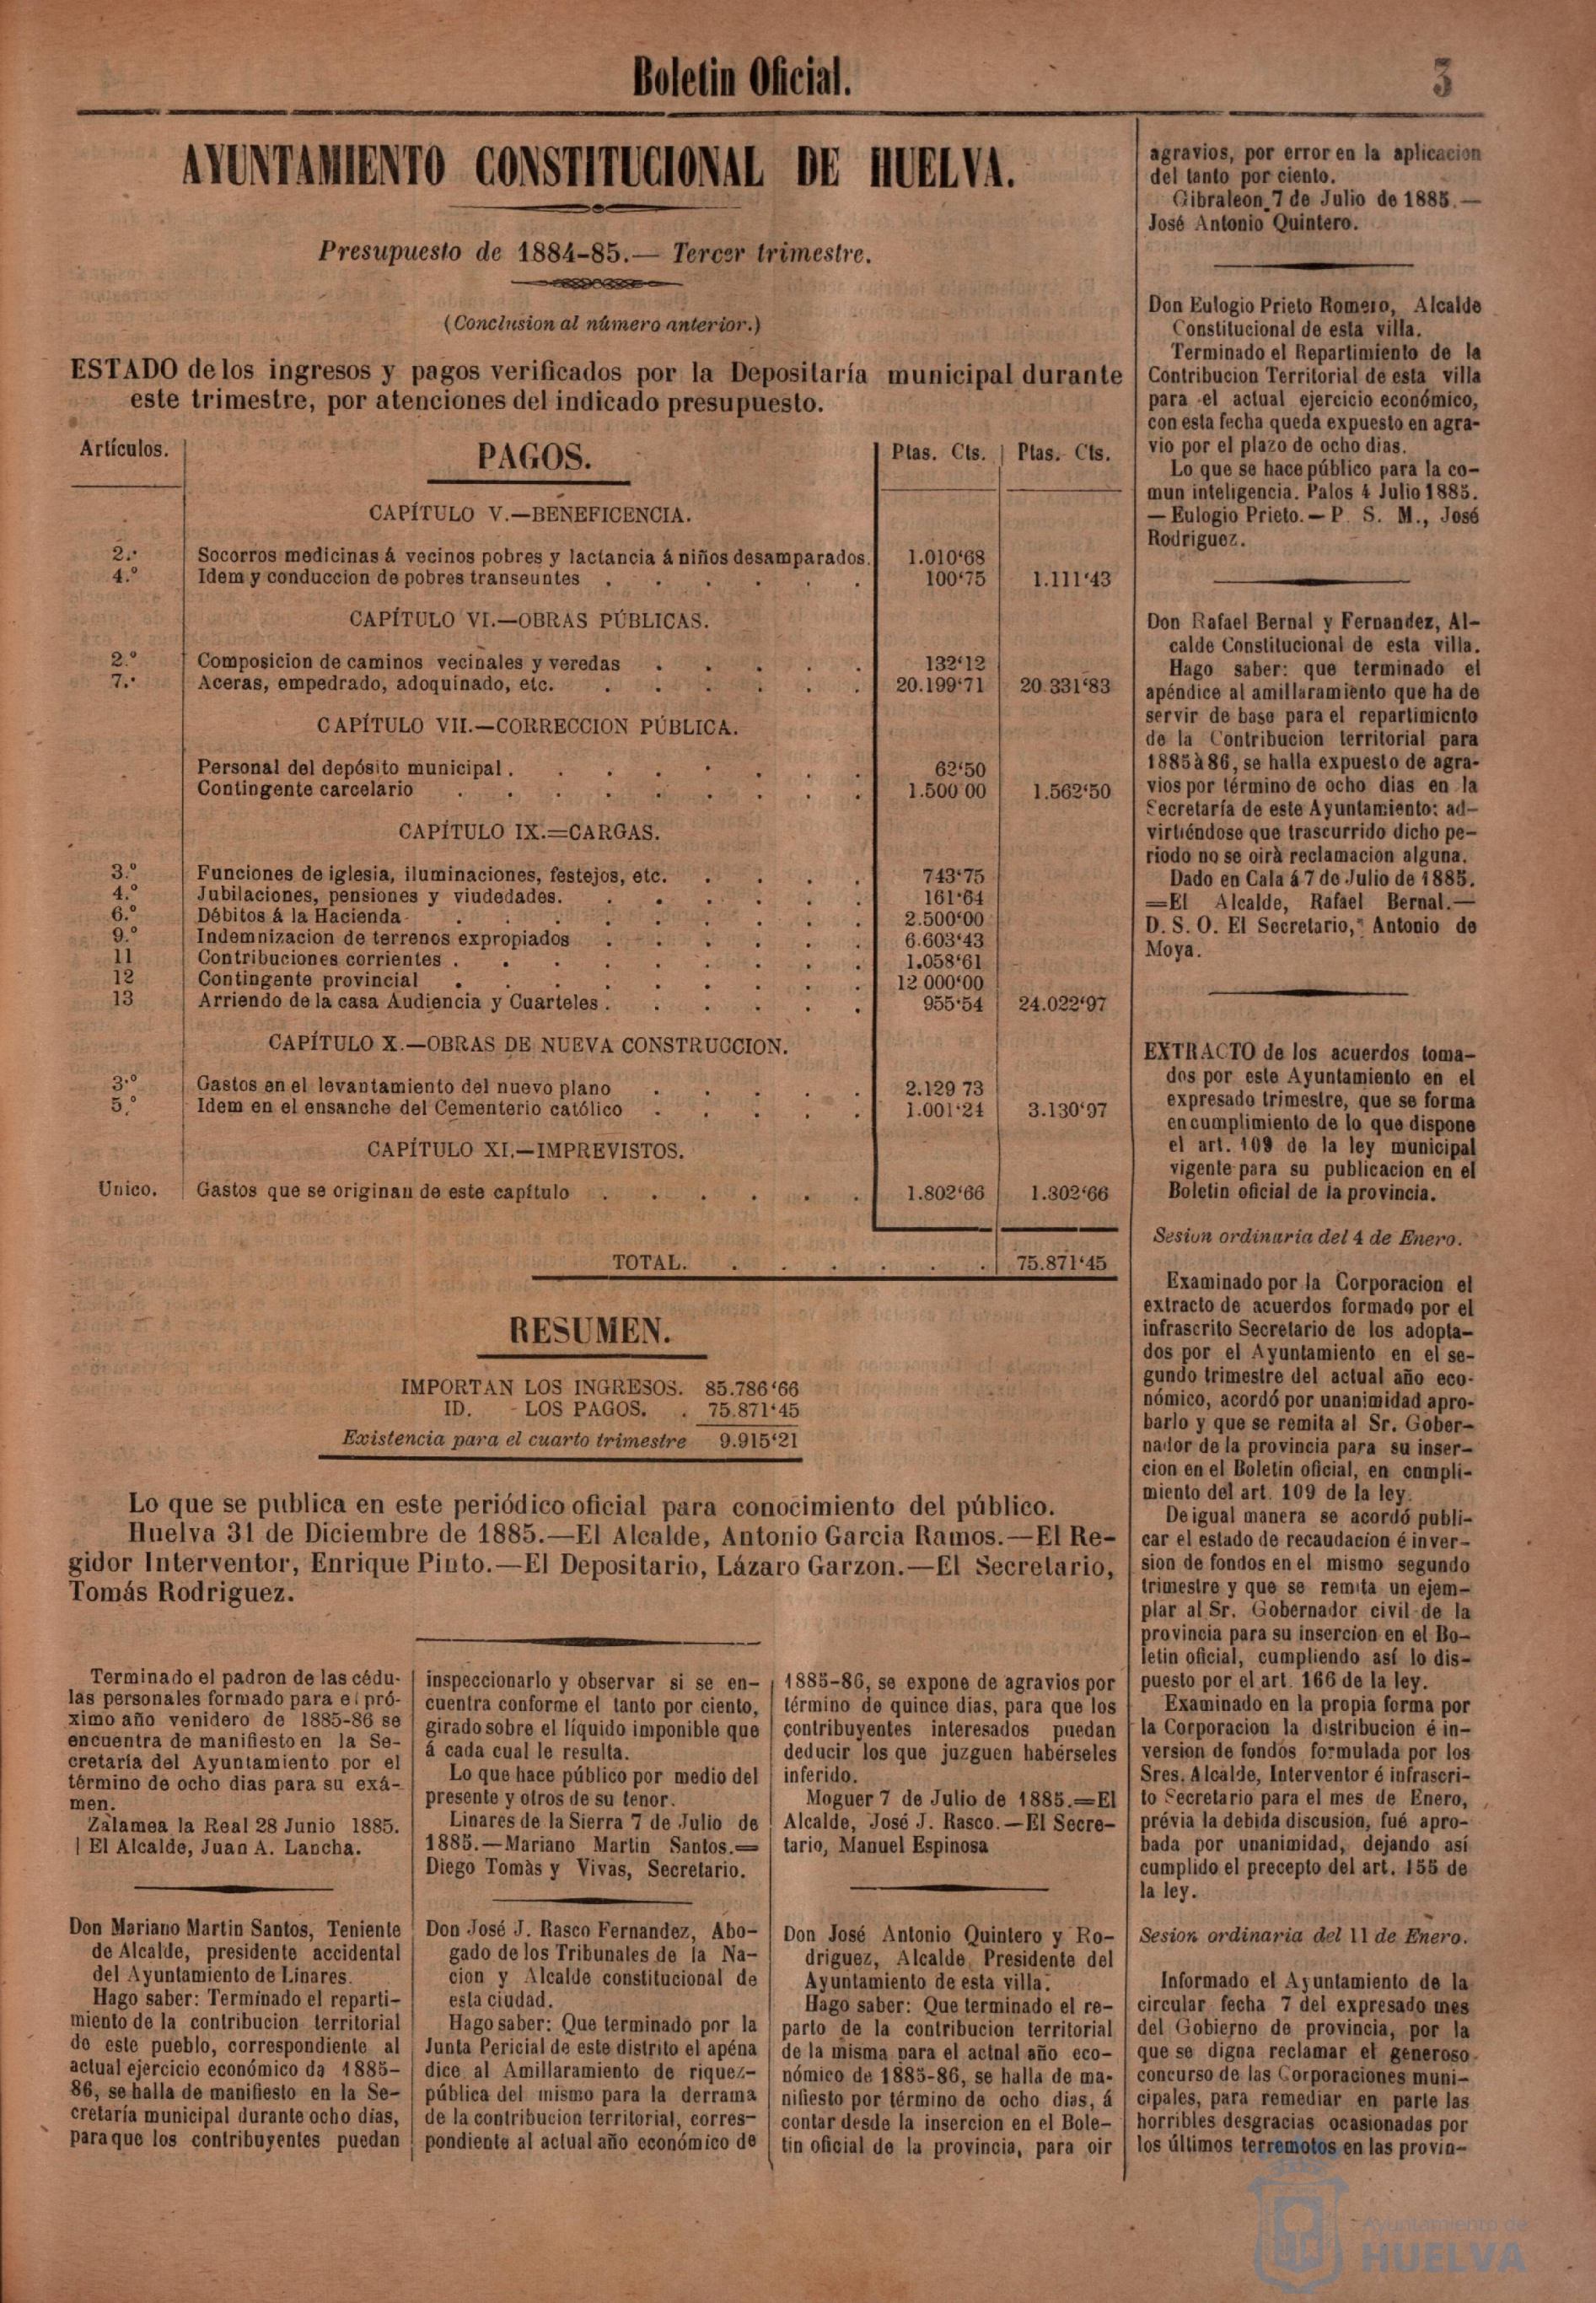 Boletin Oficial.
3
AYUNTAMIENTO CONSTITUCIONAL DE HUELVA.
Presupuesto de 1884-85.— Tercer trimestre.
(Conclusion al número anterior.)
ESTADO de los ingresos y pagos verificados por la Depositaría municipal durante
este trimestre, por atenciones del indicado presupuesto.
Artículos.
PAGOS.
Ptas. Cts. Ptas. Cts.
CAPÍTULO V.—BENEFICENCIA.
2.º Socorros medicinas á vecinos pobres y lactancia á niños desamparados. 1.010‘68
4.º Idem y conduccion de pobres transeuntes . . . . . . 100‘75 1.111‘43
CAPÍTULO VI.—OBRAS PÚBLICAS.
2.º Composicion de caminos vecinales y veredas . . . . . 132‘12
7.º Aceras, empedrado, adoquinado, etc. . . . . . . 20.199‘71 20.331‘83
CAPÍTULO VII.—CORRECCION PÚBLICA.
Personal del depósito municipal . . . . . . . . 62‘50
Contingente carcelario . . . . . . . . . 1.500 00 1.562‘50
CAPÍTULO IX.=CARGAS.
3.º Funciones de iglesia, iluminaciones, festejos, etc. . . . . 743‘75
4.º Jubilaciones, pensiones y viudedades. . . . . . . 161‘64
6.º Débitos á la Hacienda . . . . . . . . . 2.500‘00
9.º Indemnizacion de terrenos expropiados . . . . . . 6.603‘43
11 Contribuciones corrientes . . . . . . . . . 1.058‘61
12 Contingente provincial . . . . . . . . . 12 000‘00
13 Arriendo de la casa Audiencia y Cuarteles . . . . . . 955‘54 24.022‘97
CAPÍTULO X.—OBRAS DE NUEVA CONSTRUCCION.
3.º Gastos en el levantamiento del nuevo plano . . . . . 2.129 73
5.º Idem en el ensanche del Cementerio católico . . . . . 1.001‘24 3.130‘97
CAPÍTULO XI.—IMPREVISTOS.
Unico. Gastos que se originan de este capítulo . . . . . . 1.802‘66 1.802‘66
TOTAL. . . . . . . 75.871‘45
RESUMEN.
IMPORTAN LOS INGRESOS. 85.786‘66
ID. LOS PAGOS. . 75.871‘45
Existencia para el cuarto trimestre 9.915‘21
Lo que se publica en este periódico oficial para conocimiento del público.
Huelva 31 de Diciembre de 1885.—El Alcalde, Antonio Garcia Ramos.—El Re-
gidor Interventor, Enrique Pinto.—El Depositario, Lázaro Garzon.—El Secretario,
Tomás Rodriguez.
Terminado el padron de las cédu-
las personales formado para el pró-
ximo año venidero de 1885-86 se
encuentra de manifiesto en la Se-
cretaría del Ayuntamiento por el
término de ocho dias para su exá-
men.
Zalamea la Real 28 Junio 1885.
| El Alcalde, Juan A. Lancha.
Don Mariano Martin Santos, Teniente
de Alcalde, presidente accidental
del Ayuntamiento de Linares.
Hago saber: Terminado el reparti-
miento de la contribucion territorial
de este pueblo, correspondiente al
actual ejercicio económico da 1885-
86, se halla de manifiesto en la Se-
cretaría municipal durante ocho dias,
para que los contribuyentes puedan
inspeccionarlo y observar si se en-
cuentra conforme el tanto por ciento,
girado sobre el líquido imponible que
á cada cual le resulta.
Lo que hace público por medio del
presente y otros de su tenor.
Linares de la Sierra 7 de Julio de
1885.—Mariano Martin Santos.=
Diego Tomàs y Vivas, Secretario.
Don José J. Rasco Fernandez, Abo-
gado de los Tribunales de la Na-
cion y Alcalde constitucional de
esta ciudad.
Hago saber: Que terminado por la
Junta Pericial de este distrito el apéna
dice al Amillaramiento de riquez-
pública del mismo para la derrama
de la contribucion territorial, corres-
pondiente al actual año económico de
1885-86, se expone de agravios por
término de quince dias, para que los
contribuyentes interesados puedan
deducir los que juzguen habérseles
inferido.
Moguer 7 de Julio de 1885.=El
Alcalde, José J. Rasco.—El Secre-
tario, Manuel Espinosa
Don José Antonio Quintero y Ro-
driguez, Alcalde Presidente del
Ayuntamiento de esta villa.
Hago saber: Que terminado el re-
parto de la contribucion territorial
de la misma para el actnal año eco-
nómico de 1885-86, se halla de ma-
nifiesto por término de ocho dias, á
contar desde la insercion en el Bole-
tin oficial de la provincia, para oir
agravios, por error en la aplicacion
del tanto por ciento.
Gibraleon 7 de Julio de 1885.—
José Antonio Quintero.
Don Eulogio Prieto Romero, Alcalde
Constitucional de esta villa.
Terminado el Repartimiento de la
Contribucion Territorial de esta villa
para el actual ejercicio económico,
con esta fecha queda expuesto en agra-
vio por el plazo de ocho dias.
Lo que se hace público para la co-
mun inteligencia. Palos 4 Julio 1885.
—Eulogio Prieto.—P. S. M., José
Rodriguez.
Don Rafael Bernal y Fernandez, Al-
calde Constitucional de esta villa.
Hago saber: que terminado el
apéndice al amillaramiento que ha de
servir de base para el repartimiento
de la Contribucion territorial para
1885à86, se halla expuesto de agra-
vios por término de ocho dias en la
Secretaría de este Ayuntamiento: ad-
virtiéndose que trascurrido dicho pe-
riodo no se oirà reclamacion alguna.
Dado en Cala á 7 de Julio de 1885.
=El Alcalde, Rafael Bernal.—
D. S. O. El Secretario, Antonio de
Moya.
EXTRACTO de los acuerdos toma-
dos por este Ayuntamiento en el
expresado trimestre, que se forma
en cumplimiento de lo que dispone
el art. 109 de la ley municipal
vigente para su publicacion en el
Boletin oficial de la provincia.
Sesion ordinaria del 4 de Enero.
Examinado por la Corporacion el
extracto de acuerdos formado por el
infrascrito Secretario de los adopta-
dos por el Ayuntamiento en el se-
gundo trimestre del actual año eco-
nómico, acordó por unanimidad apro-
barlo y que se remita al Sr. Gober-
nador de la provincia para su inser-
cion en el Boletin oficial, en cumpli-
miento del art. 109 de la ley.
De igual manera se acordó publi-
car el estado de recaudacion é inver-
sion de fondos en el mismo segundo
trimestre y que se remita un ejem-
plar al Sr. Gobernador civil de la
provincia para su insercion en el Bo-
letin oficial, cumpliendo así lo dis-
puesto por el art. 166 de la ley.
Examinado en la propia forma por
la Corporacion la distribucion é in-
version de fondos formulada por los
Sres. Alcalde, Interventor é infrascri-
to Secretario para el mes de Enero,
prévia la debida discusion, fué apro-
bada por unanimidad, dejando así
cumplido el precepto del art. 155 de
la ley.
Sesion ordinaria del 11 de Enero.
Informado el Ayuntamiento de la
circular fecha 7 del expresado mes
del Gobierno de provincia, por la
que se digna reclamar el generoso
concurso de las Corporaciones muni-
cipales, para remediar en parte las
horribles desgracias ocasionadas por
los últimos terremotos en las provin-
Ayuntamiento de
HUELVA